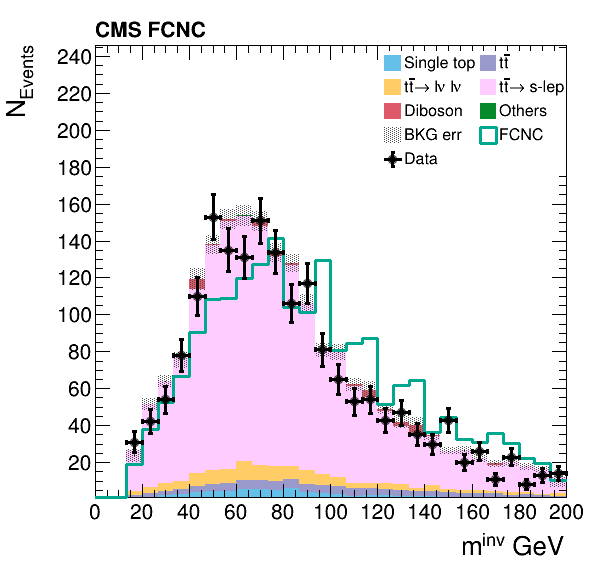 CMS FCNC
N_Events
240
220
200
180
160
140
120
100
80
60
40
20
Single top
tt̄
tt̄→ lν lν
tt̄→ s-lep
Diboson
Others
BKG err
FCNC
Data
0 20 40 60 80 100 120 140 160 180 200
m^inv GeV